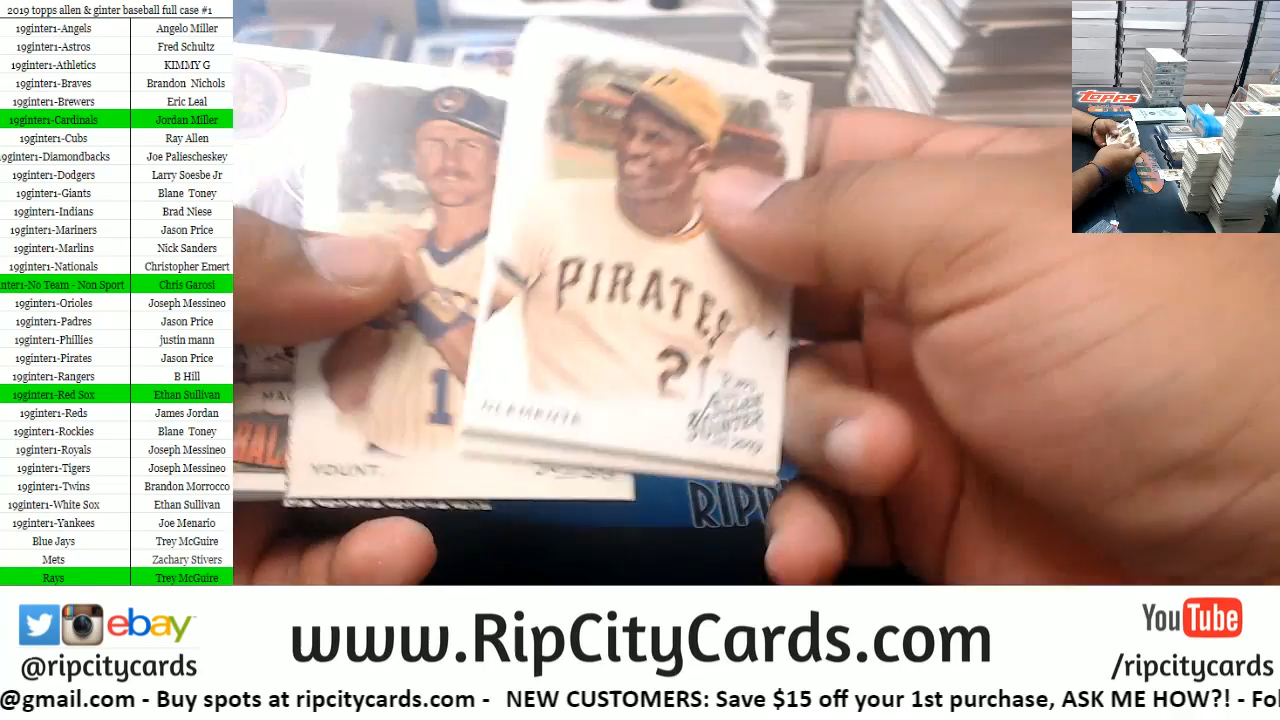 2019 topps allen & ginter baseball full case #1
19ginter1-Angels Angelo Miller
19ginter1-Astros Fred Schultz
19ginter1-Athletics KIMMY G
19ginter1-Braves Brandon Nichols
19ginter1-Brewers Eric Leal
19ginter1-Cardinals Jordan Miller
19ginter1-Cubs Ray Allen
9ginter1-Diamondbacks Joe Paliescheskey
19ginter1-Dodgers Larry Soesbe Jr
19ginter1-Giants Blane Toney
19ginter1-Indians Brad Niese
19ginter1-Mariners Jason Price
19ginter1-Marlins Nick Sanders
19ginter1-Nationals Christopher Emert
nter1-No Team - Non Sport Chris Garosi
19ginter1-Orioles Joseph Messineo
19ginter1-Padres Jason Price
19ginter1-Phillies justin mann
19ginter1-Pirates Jason Price
19ginter1-Rangers B Hill
19ginter1-Red Sox Ethan Sullivan
19ginter1-Reds James Jordan
19ginter1-Rockies Blane Toney
19ginter1-Royals Joseph Messineo
19ginter1-Tigers Joseph Messineo
19ginter1-Twins Brandon Morrocco
19ginter1-White Sox Ethan Sullivan
19ginter1-Yankees Joe Menario
Blue Jays Trey McGuire
Mets Zachary Stivers
Rays Trey McGuire
topps
PIRATES
21
CLEMENTE
YOUNT
RIP
ebay
@ripcitycards
www.RipCityCards.com
YouTube
/ripcitycards
@gmail.com - Buy spots at ripcitycards.com - NEW CUSTOMERS: Save $15 off your 1st purchase, ASK ME HOW?! - Fol